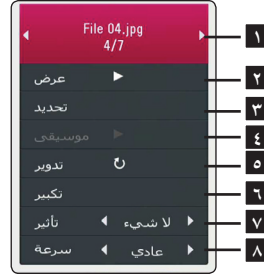 File 04.jpg
4/7
١
عرض
٢
تحديد
٣
موسيقى
٤
تدوير
٥
تكبير
٦
تأثير لا شيء
٧
سرعة عادي
٨